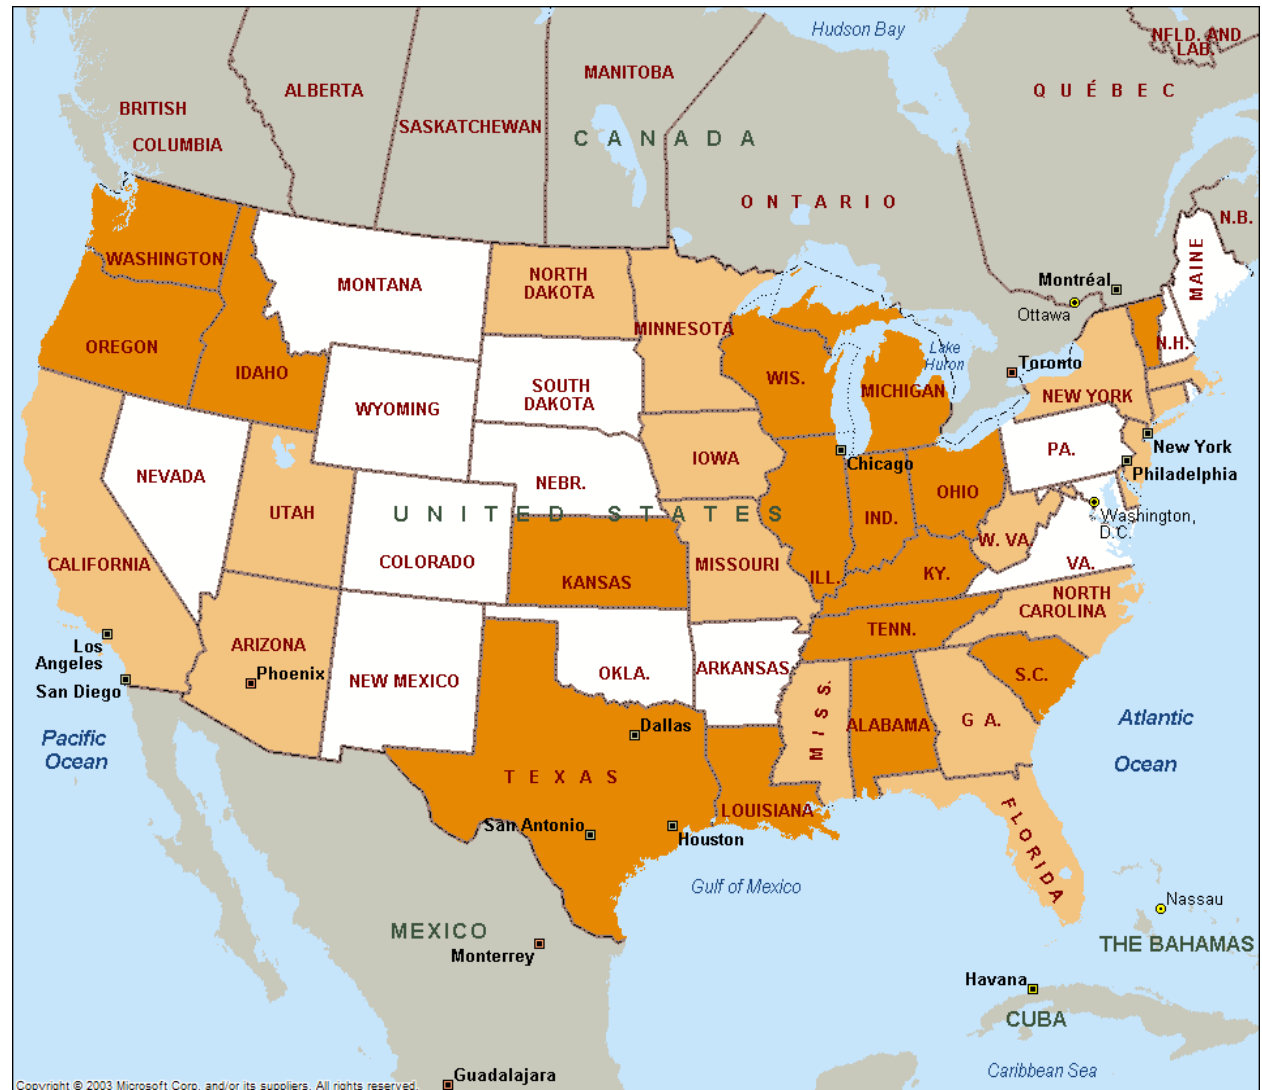 Hudson Bay
NFLD. AND
LAB.
MANITOBA
ALBERTA
QUÉBEC
BRITISH
COLUMBIA
SASKATCHEWAN
CANADA
ONTARIO
N.B.
MAINE
WASHINGTON
MONTANA
NORTH
DAKOTA
Montréal
Ottawa
MINNESOTA
OREGON
IDAHO
Lake
Huron
N.H.
Toronto
WIS.
MICHIGAN
SOUTH
DAKOTA
WYOMING
NEW YORK
New York
PA.
IOWA
Chicago
Philadelphia
NEVADA
NEBR.
OHIO
UTAH
UNITED STATES
IND.
Washington,
D.C.
W. VA.
CALIFORNIA
COLORADO
KANSAS
MISSOURI
ILL.
KY.
VA.
NORTH
CAROLINA
TENN.
Los
Angeles
ARIZONA
Phoenix
San Diego
NEW MEXICO
OKLA.
ARKANSAS
S.C.
MISS.
ALABAMA
G A.
Atlantic
Ocean
Pacific
Ocean
Dallas
TEXAS
LOUISIANA
FLORIDA
San Antonio
Houston
Gulf of Mexico
Nassau
THE BAHAMAS
MEXICO
Monterrey
Havana
CUBA
Caribbean Sea
Guadalajara
Copyright © 2003 Microsoft Corp. and/or its suppliers. All rights reserved.